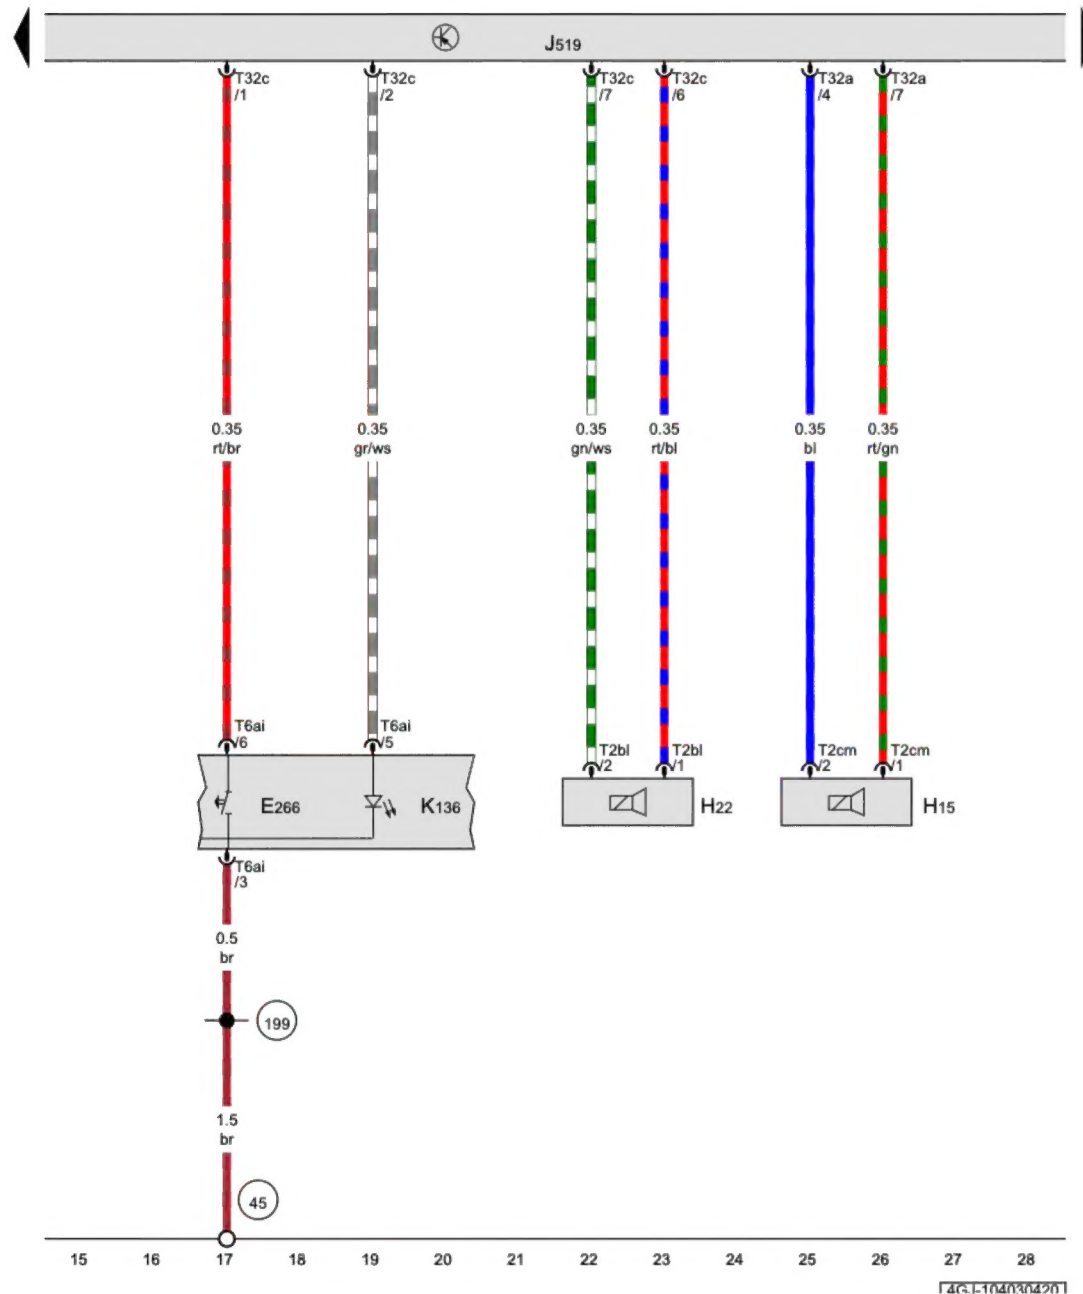 J519
T32c T32c T32c T32c T32a T32a
/1 /2 /7 /6 /4 /7
0.35 0.35 0.35 0.35 0.35 0.35
rt/br gr/ws gn/ws rt/bl bl rt/gn
T6ai T6ai
/6 /5
T2bl T2bl T2cm T2cm
/2 /1 /2 /1
E266 K136 H22 H15
T6ai
/3
0.5
br
199
1.5
br
45
15 16 17 18 19 20 21 22 23 24 25 26 27 28
4GJ-104030420